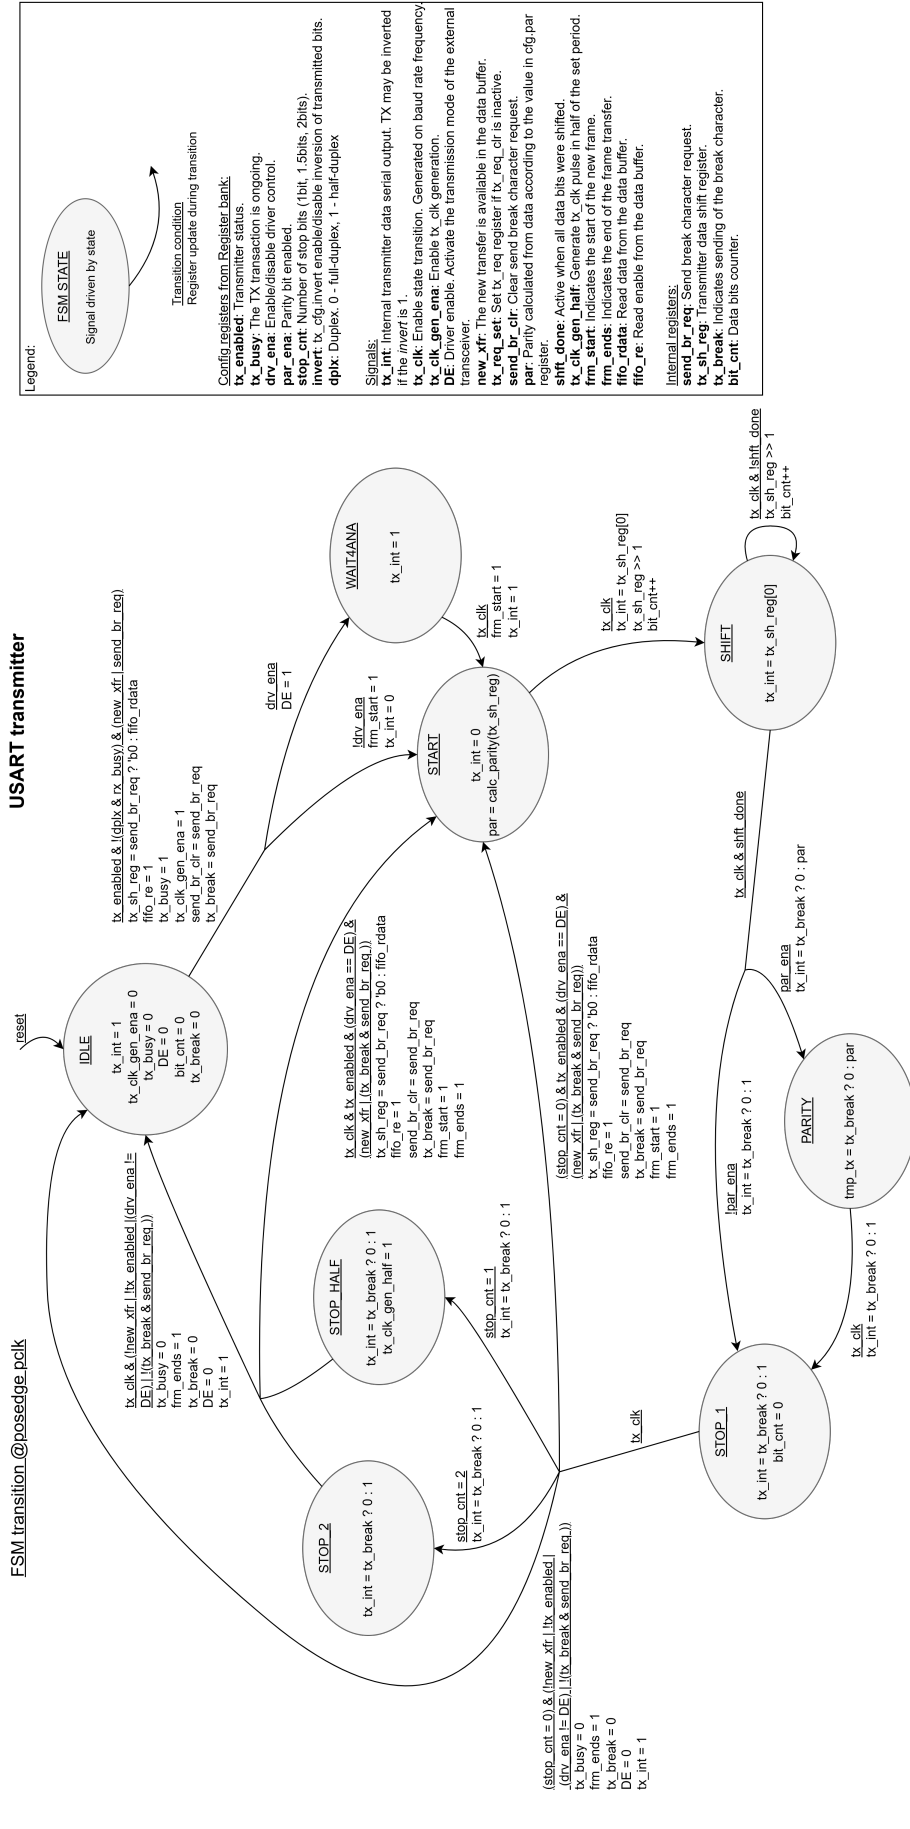 FSM transition @posedge pclk
USART transmitter
reset
IDLE
tx_int = 1
tx_clk_gen_ena = 0
tx_busy = 0
DE = 0
bit_cnt = 0
tx_break = 0
tx_enabled & !(dplx & rx_busy) & (new_xfr | send_br_req)
tx_sh_reg = send_br_req ? 'b0 : fifo_rdata
fifo_re = 1
tx_busy = 1
tx_clk_gen_ena = 1
send_br_clr = send_br_req
tx_break = send_br_req
drv_ena
DE = 1
WAIT4ANA
tx_int = 1
!drv_ena
frm_start = 1
tx_int = 0
tx_clk
frm_start = 1
tx_int = 1
START
tx_int = 0
par = calc_parity(tx_sh_reg)
tx_clk
tx_int = tx_sh_reg[0]
tx_sh_reg >> 1
bit_cnt++
SHIFT
tx_int = tx_sh_reg[0]
tx_clk & !shft_done
tx_sh_reg >> 1
bit_cnt++
tx_clk & shft_done
par_ena
tx_int = tx_break ? 0 : par
!par_ena
tx_int = tx_break ? 0 : 1
PARITY
tmp_tx = tx_break ? 0 : par
tx_clk
tx_int = tx_break ? 0 : 1
STOP_1
tx_int = tx_break ? 0 : 1
bit_cnt = 0
tx_clk
stop_cnt = 1
tx_int = tx_break ? 0 : 1
stop_cnt = 2
tx_int = tx_break ? 0 : 1
STOP_HALF
tx_int = tx_break ? 0 : 1
tx_clk_gen_half = 1
STOP_2
tx_int = tx_break ? 0 : 1
tx_clk & (!new_xfr | !tx_enabled |(drv_ena !=
DE) | !(tx_break & send_br_req ))
tx_busy = 0
frm_ends = 1
tx_break = 0
DE = 0
tx_int = 1
tx_clk & tx_enabled & (drv_ena == DE) &
(new_xfr | (tx_break & send_br_req ))
tx_sh_reg = send_br_req ? 'b0 : fifo_rdata
fifo_re = 1
send_br_clr = send_br_req
tx_break = send_br_req
frm_start = 1
frm_ends = 1
(stop_cnt = 0) & tx_enabled & (drv_ena == DE) &
(new_xfr | (tx_break & send_br_req))
tx_sh_reg = send_br_req ? 'b0 : fifo_rdata
fifo_re = 1
send_br_clr = send_br_req
tx_break = send_br_req
frm_start = 1
frm_ends = 1
(stop_cnt = 0) & (!new_xfr | !tx_enabled |
(drv_ena != DE) | !(tx_break & send_br_req ))
tx_busy = 0
frm_ends = 1
tx_break = 0
DE = 0
tx_int = 1
Legend:
FSM STATE
Signal driven by state
Transition condition
Register update during transition
Config registers from Register bank:
tx_enabled: Transmitter status.
tx_busy: The TX transaction is ongoing.
drv_ena: Enable/disable driver control.
par_ena: Parity bit enabled.
stop_cnt: Number of stop bits (1bit, 1.5bits, 2bits).
invert: tx_cfg.invert enable/disable inversion of transmitted bits.
dplx: Duplex. 0 - full-duplex, 1 - half-duplex
Signals:
tx_int: Internal transmitter data serial output. TX may be inverted
if the invert is 1.
tx_clk: Enable state transition. Generated on baud rate frequency.
tx_clk_gen_ena: Enable tx_clk generation.
DE: Driver enable. Activate the transmission mode of the external
transceiver.
new_xfr: The new transfer is available in the data buffer.
tx_req_set: Set tx_req register if tx_req_clr is inactive.
send_br_clr: Clear send break character request.
par: Parity calculated from data according to the value in cfg.par
register.
shft_done: Active when all data bits were shifted.
tx_clk_gen_half: Generate tx_clk pulse in half of the set period.
frm_start: Indicates the start of the new frame.
frm_ends: Indicates the end of the frame transfer.
fifo_rdata: Read data from the data buffer.
fifo_re: Read enable from the data buffer.
Internal registers:
send_br_req: Send break character request.
tx_sh_reg: Transmitter data shift register.
tx_break: Indicates sending of the break character.
bit_cnt: Data bits counter.